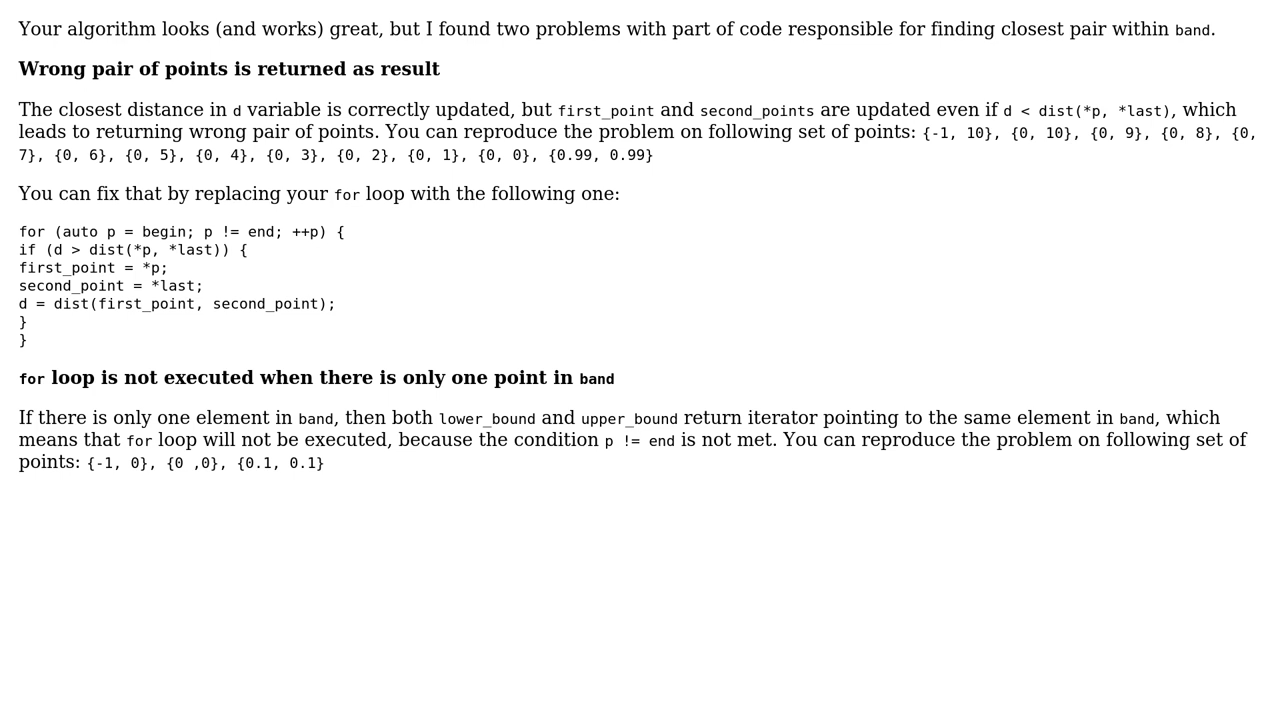 Your algorithm looks (and works) great, but I found two problems with part of code responsible for finding closest pair within band.
Wrong pair of points is returned as result
The closest distance in d variable is correctly updated, but first_point and second_points are updated even if d < dist(*p, *last), which
leads to returning wrong pair of points. You can reproduce the problem on following set of points: {-1, 10}, {0, 10}, {0, 9}, {0, 8}, {0,
7}, {0, 6}, {0, 5}, {0, 4}, {0, 3}, {0, 2}, {0, 1}, {0, 0}, {0.99, 0.99}
You can fix that by replacing your for loop with the following one:
for (auto p = begin; p != end; ++p) {
if (d > dist(*p, *last)) {
first_point = *p;
second_point = *last;
d = dist(first_point, second_point);
}
}
for loop is not executed when there is only one point in band
If there is only one element in band, then both lower_bound and upper_bound return iterator pointing to the same element in band, which
means that for loop will not be executed, because the condition p != end is not met. You can reproduce the problem on following set of
points: {-1, 0}, {0 ,0}, {0.1, 0.1}